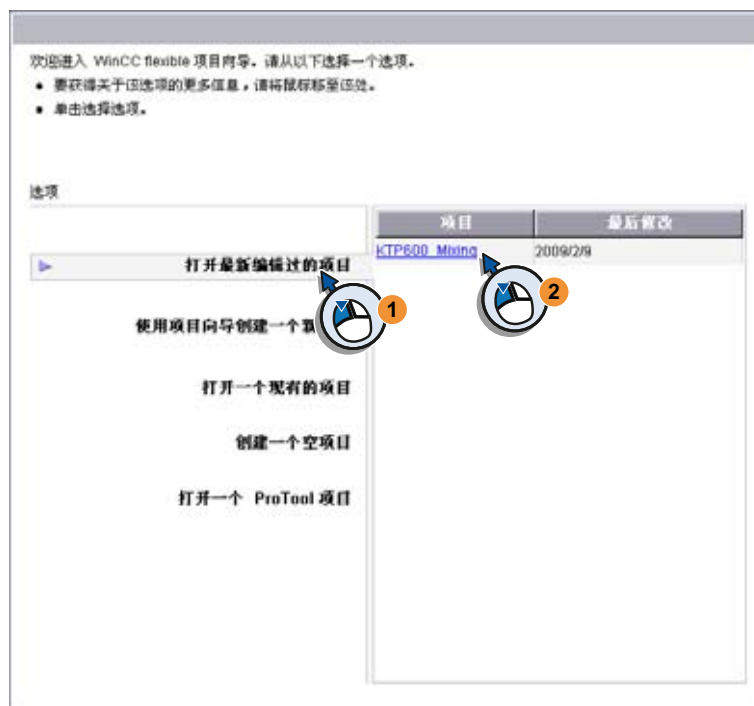 欢迎进入 WinCC flexible 项目向导。请从以下选择一个选项。
• 要获得关于该选项的更多信息，请将鼠标移至该处。
• 单击选择选项。
选项
项目 最后修改
KTP600_Mixing 2009/2/9
打开最新编辑过的项目
1
2
使用项目向导创建一个
打开一个现有的项目
创建一个空项目
打开一个 ProTool 项目